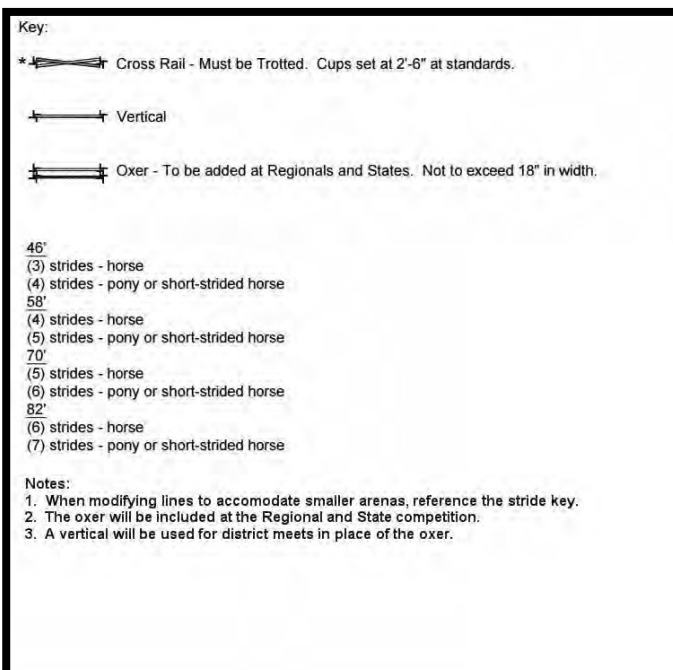 Key:
* Cross Rail - Must be Trotted. Cups set at 2'-6" at standards.
Vertical
Oxer - To be added at Regionals and States. Not to exceed 18" in width.
46'
(3) strides - horse
(4) strides - pony or short-strided horse
58'
(4) strides - horse
(5) strides - pony or short-strided horse
70'
(5) strides - horse
(6) strides - pony or short-strided horse
82'
(6) strides - horse
(7) strides - pony or short-strided horse
Notes:
1. When modifying lines to accomodate smaller arenas, reference the stride key.
2. The oxer will be included at the Regional and State competition.
3. A vertical will be used for district meets in place of the oxer.